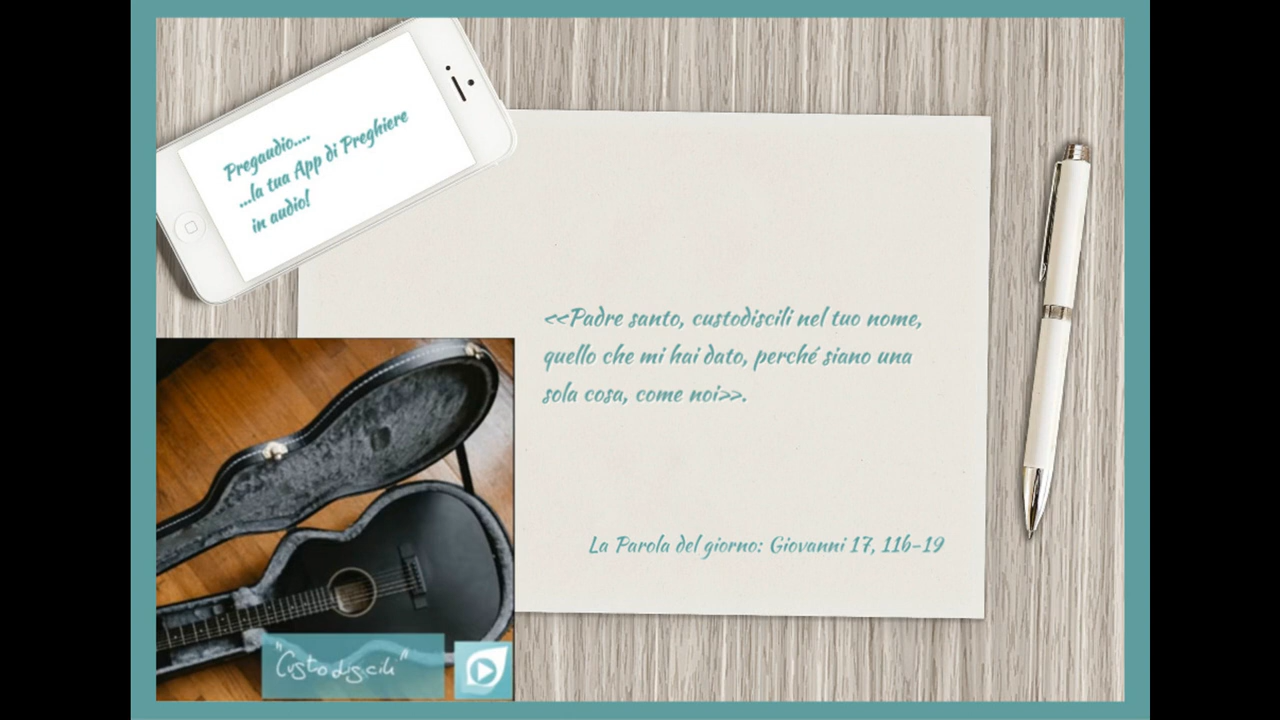 Pregaudio....
...la tua App di Preghiere
in audio!
<<Padre santo, custodiscili nel tuo nome,
quello che mi hai dato, perché siano una
sola cosa, come noi>>.
La Parola del giorno: Giovanni 17, 11b-19
"Custodiscili"